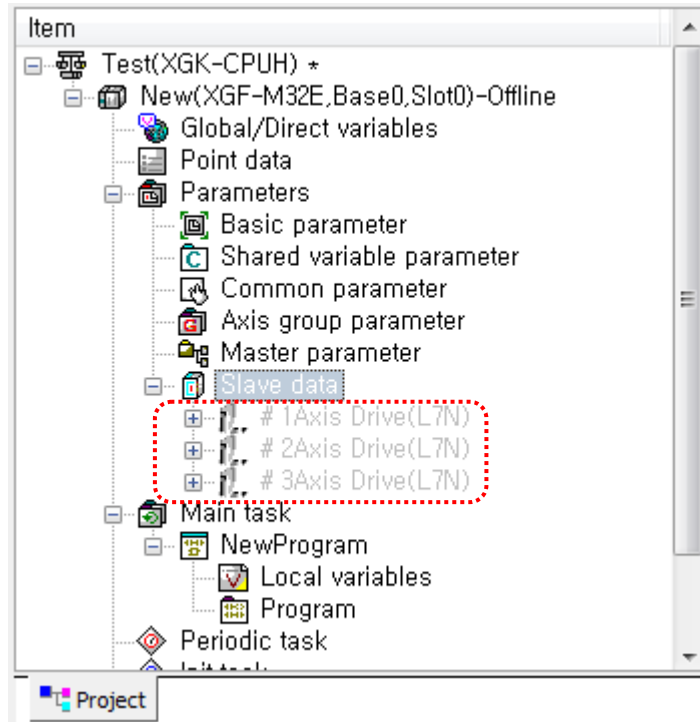 Item
Test(XGK-CPUH) *
New(XGF-M32E,Base0,Slot0)-Offline
Global/Direct variables
Point data
Parameters
Basic parameter
Shared variable parameter
Common parameter
Axis group parameter
Master parameter
Slave data
# 1Axis Drive(L7N)
# 2Axis Drive(L7N)
# 3Axis Drive(L7N)
Main task
NewProgram
Local variables
Program
Periodic task
Project